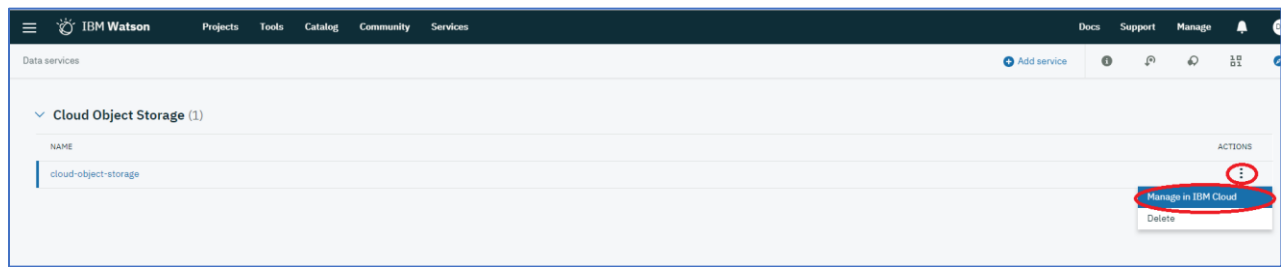 IBM Watson Projects Tools Catalog Community Services Docs Support Manage
Data services Add service
Cloud Object Storage (1)
NAME ACTIONS
cloud-object-storage
Manage in IBM Cloud
Delete